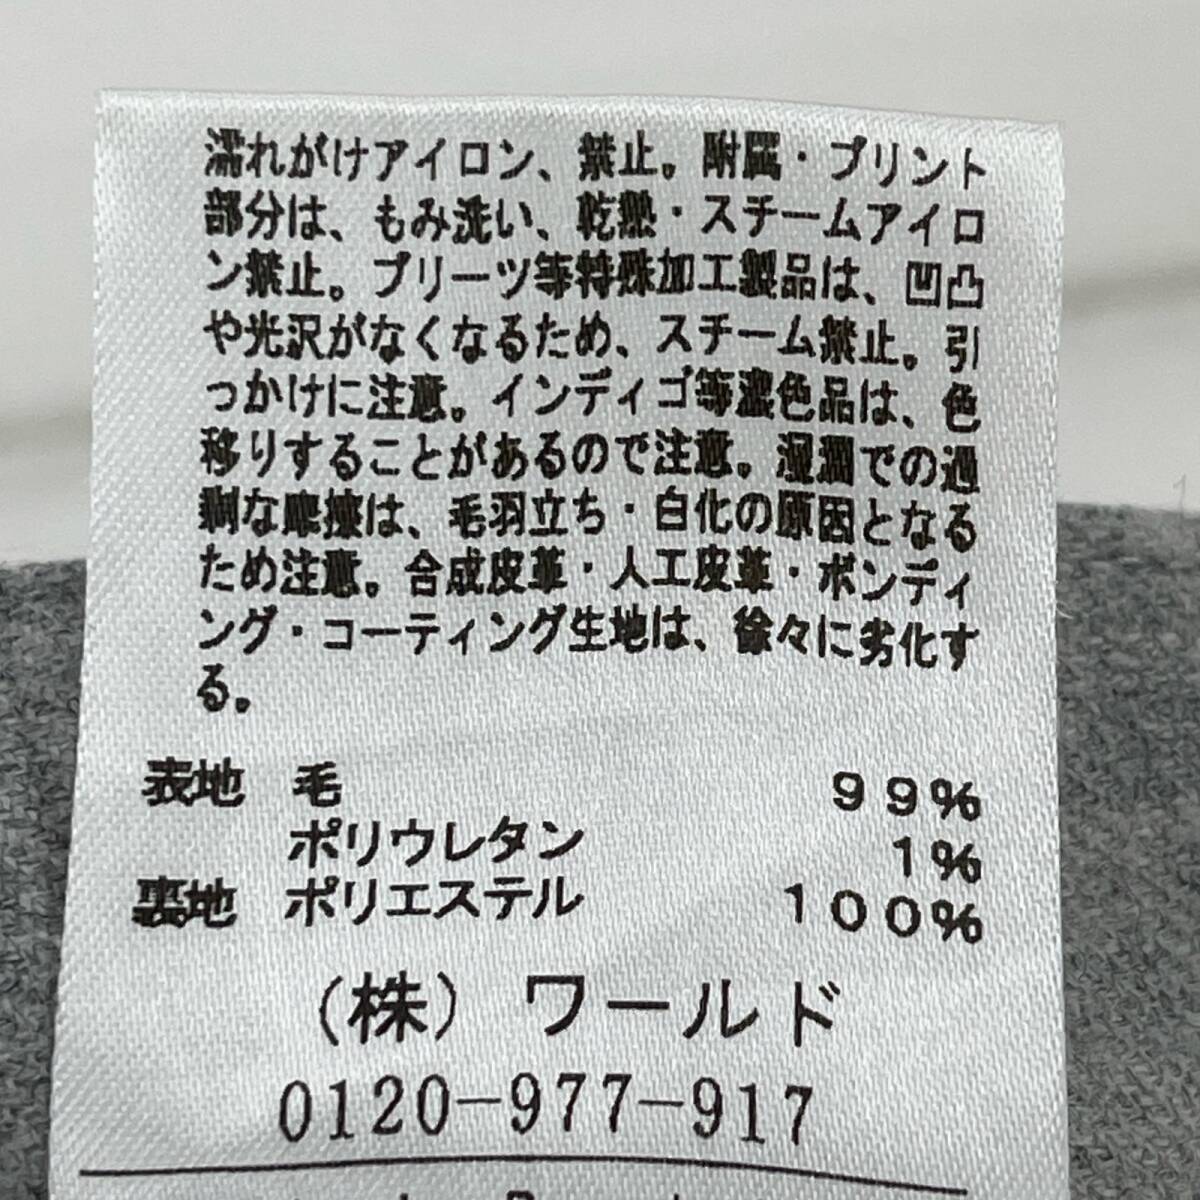 濡れがけアイロン、禁止。附属・プリント
部分は、もみ洗い、乾熱・スチームアイロ
ン禁止。プリーツ等特殊加工製品は、凹凸
や光沢がなくなるため、スチーム禁止。引
っかけに注意。インディゴ等濃色品は、色
移りすることがあるので注意。湿潤での過
剰な摩擦は、毛羽立ち・白化の原因となる
ため注意。合成皮革・人工皮革・ボンディ
ング・コーティング生地は、徐々に劣化す
る。
表地 毛 99%
ポリウレタン 1%
裏地 ポリエステル 100%
(株) ワールド
0120-977-917